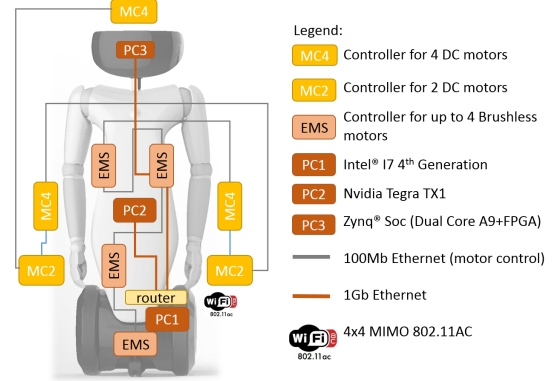 MC4
PC3
EMS
EMS
MC4
MC4
PC2
EMS
MC2
MC2
router
PC1
EMS
WiFi
802.11ac
Legend:
MC4 Controller for 4 DC motors
MC2 Controller for 2 DC motors
EMS Controller for up to 4 Brushless
motors
PC1 Intel® I7 4th Generation
PC2 Nvidia Tegra TX1
PC3 Zynq® Soc (Dual Core A9+FPGA)
100Mb Ethernet (motor control)
1Gb Ethernet
WiFi 4x4 MIMO 802.11AC
802.11ac